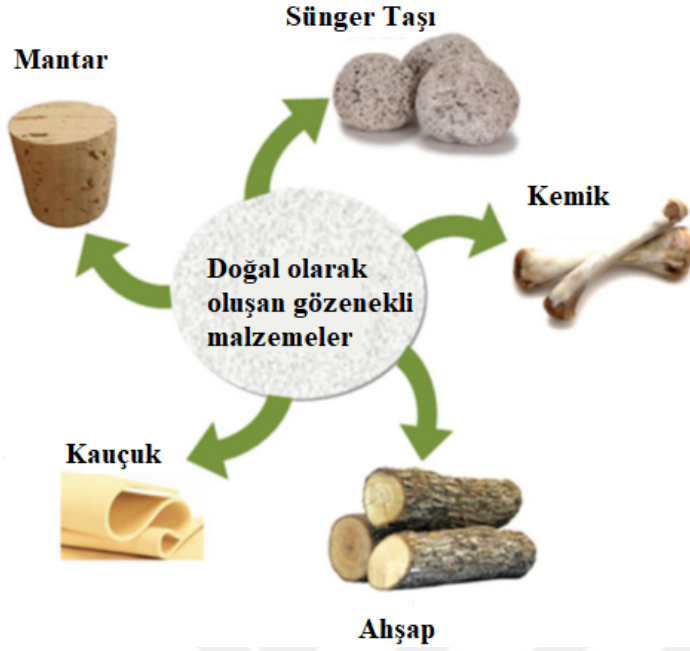 Sünger Taşı
Mantar
Kemik
Doğal olarak
oluşan gözenekli
malzemeler
Kauçuk
Ahşap